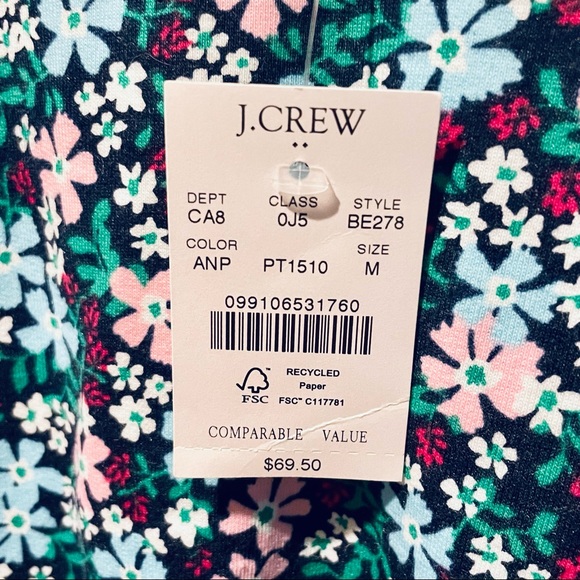 J.CREW
DEPT CLASS STYLE
CA8 0J5 BE278
COLOR SIZE
ANP PT1510 M
099106531760
RECYCLED
Paper
FSC FSC™ C117781
COMPARABLE VALUE
$69.50